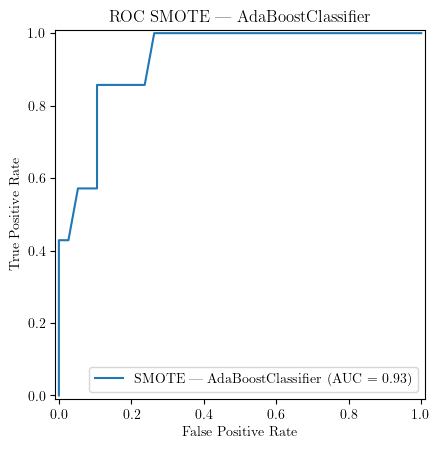 ROC SMOTE — AdaBoostClassifier
1.0
0.8
0.6
0.4
0.2
0.0
True Positive Rate
SMOTE — AdaBoostClassifier (AUC = 0.93)
0.0 0.2 0.4 0.6 0.8 1.0
False Positive Rate